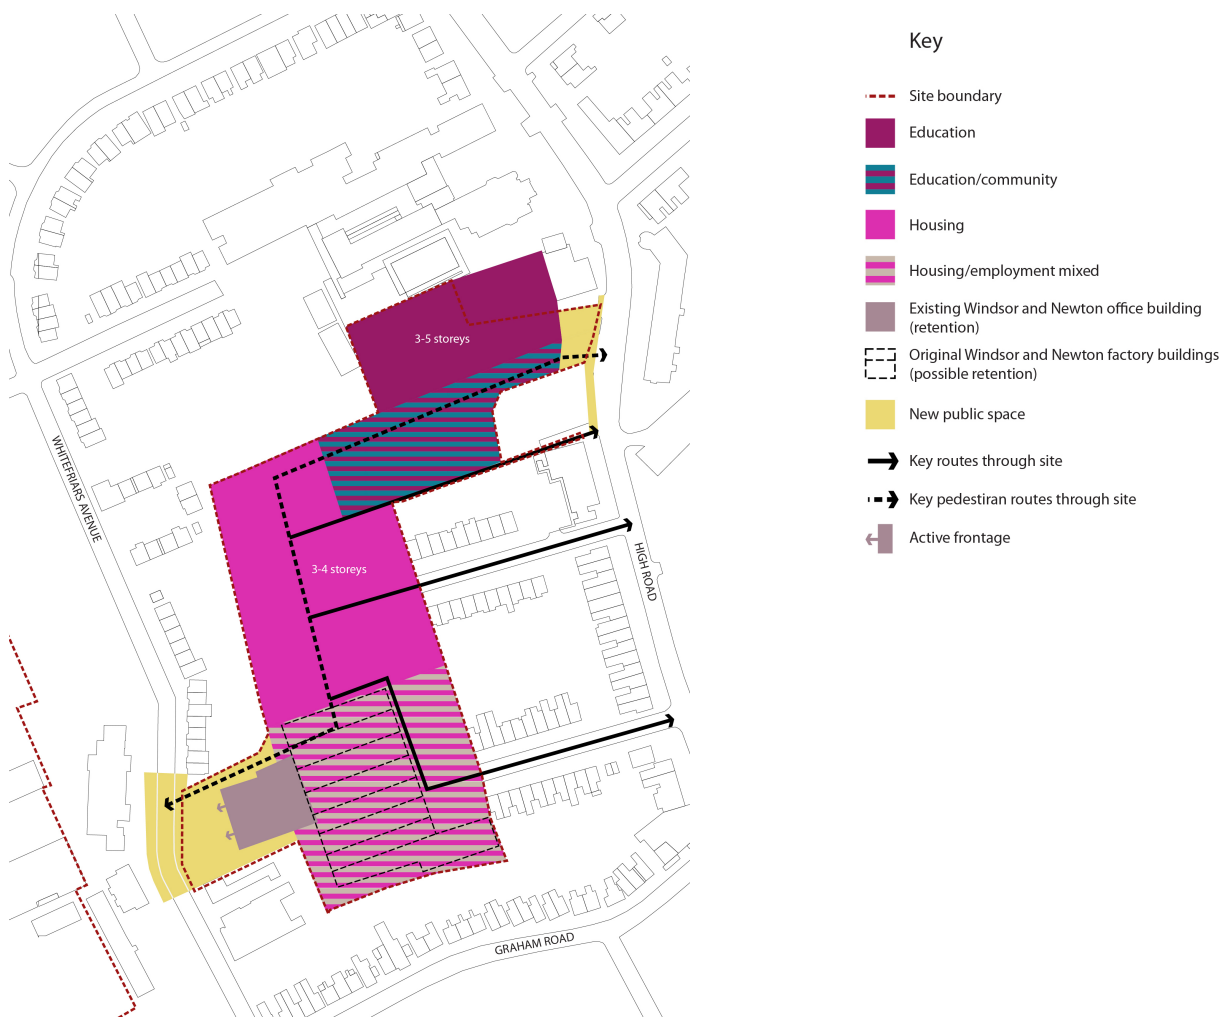 3-5 storeys
3-4 storeys
WHITEFRIARS AVENUE
HIGH ROAD
GRAHAM ROAD
Key
Site boundary
Education
Education/community
Housing
Housing/employment mixed
Existing Windsor and Newton office building
(retention)
Original Windsor and Newton factory buildings
(possible retention)
New public space
Key routes through site
Key pedestiran routes through site
Active frontage